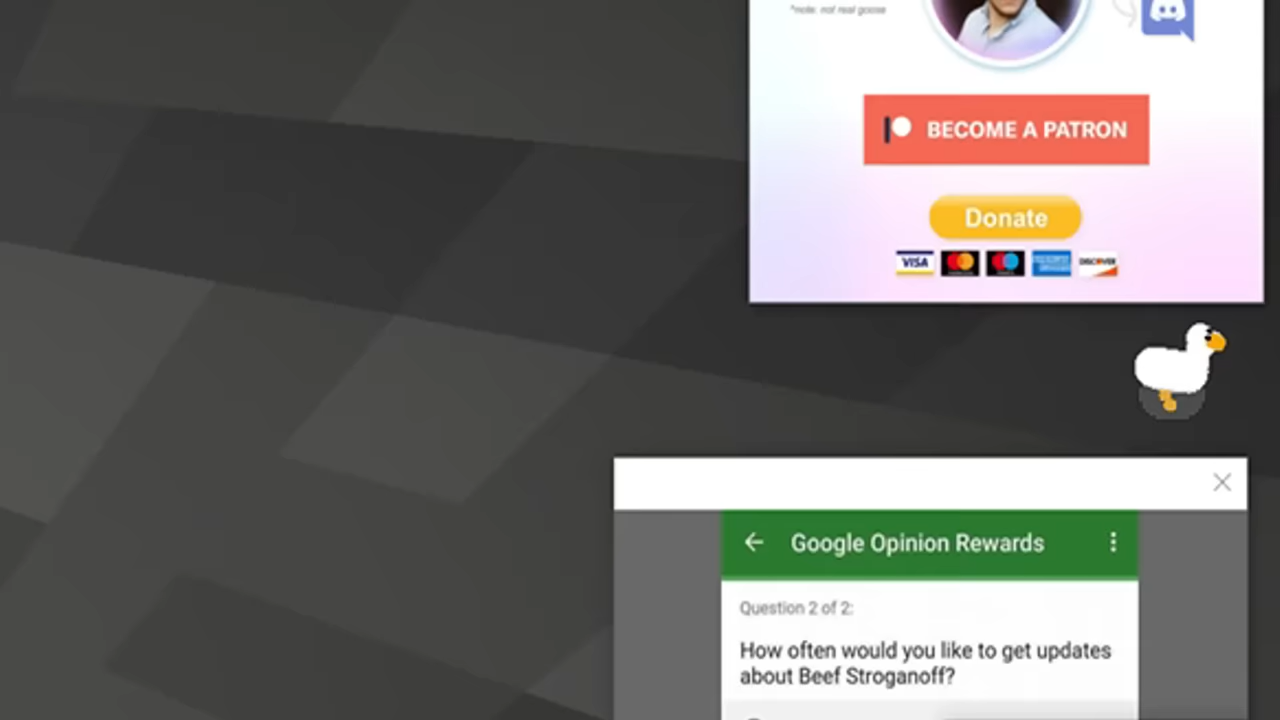 *note: not real goose
BECOME A PATRON
Donate
VISA
DISCOVER
Google Opinion Rewards
Question 2 of 2:
How often would you like to get updates
about Beef Stroganoff?